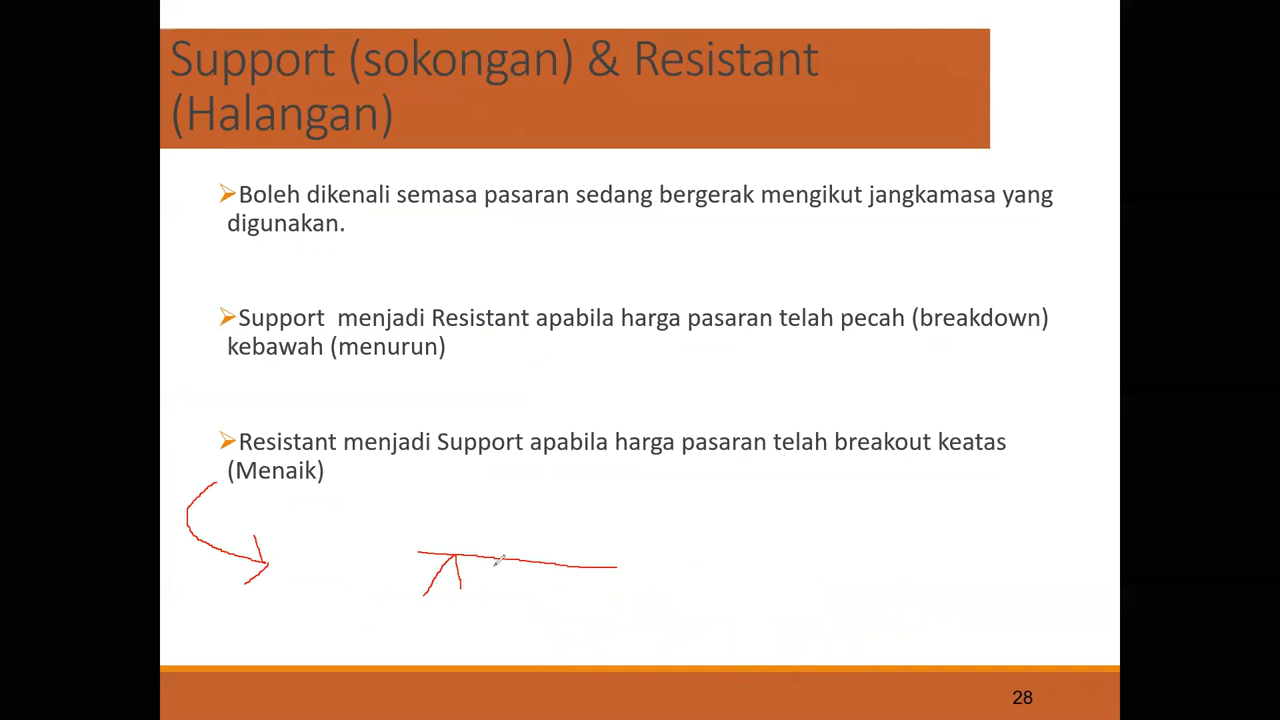 Support (sokongan) & Resistant
(Halangan)
➢Boleh dikenali semasa pasaran sedang bergerak mengikut jangkamasa yang
digunakan.
➢Support  menjadi Resistant apabila harga pasaran telah pecah (breakdown)
kebawah (menurun)
➢Resistant menjadi Support apabila harga pasaran telah breakout keatas
(Menaik)
28